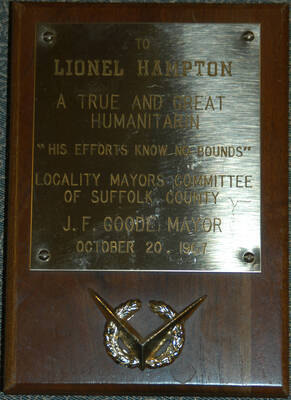 TO
LIONEL HAMPTON
A TRUE AND GREAT
HUMANITARIAN
"HIS EFFORTS KNOW NO BOUNDS"
LOCALITY MAYORS COMMITTEE
OF SUFFOLK COUNTY
J. F. GOODE, MAYOR
OCTOBER 20, 1967